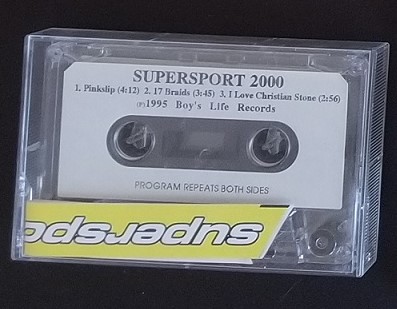 SUPERSPORT 2000
1. Pinkslip (4:12) 2. 17 Braids (3:45) 3. I Love Christian Stone (2:56)
(P)1995 Boy's Life Records
PROGRAM REPEATS BOTH SIDES
superspo